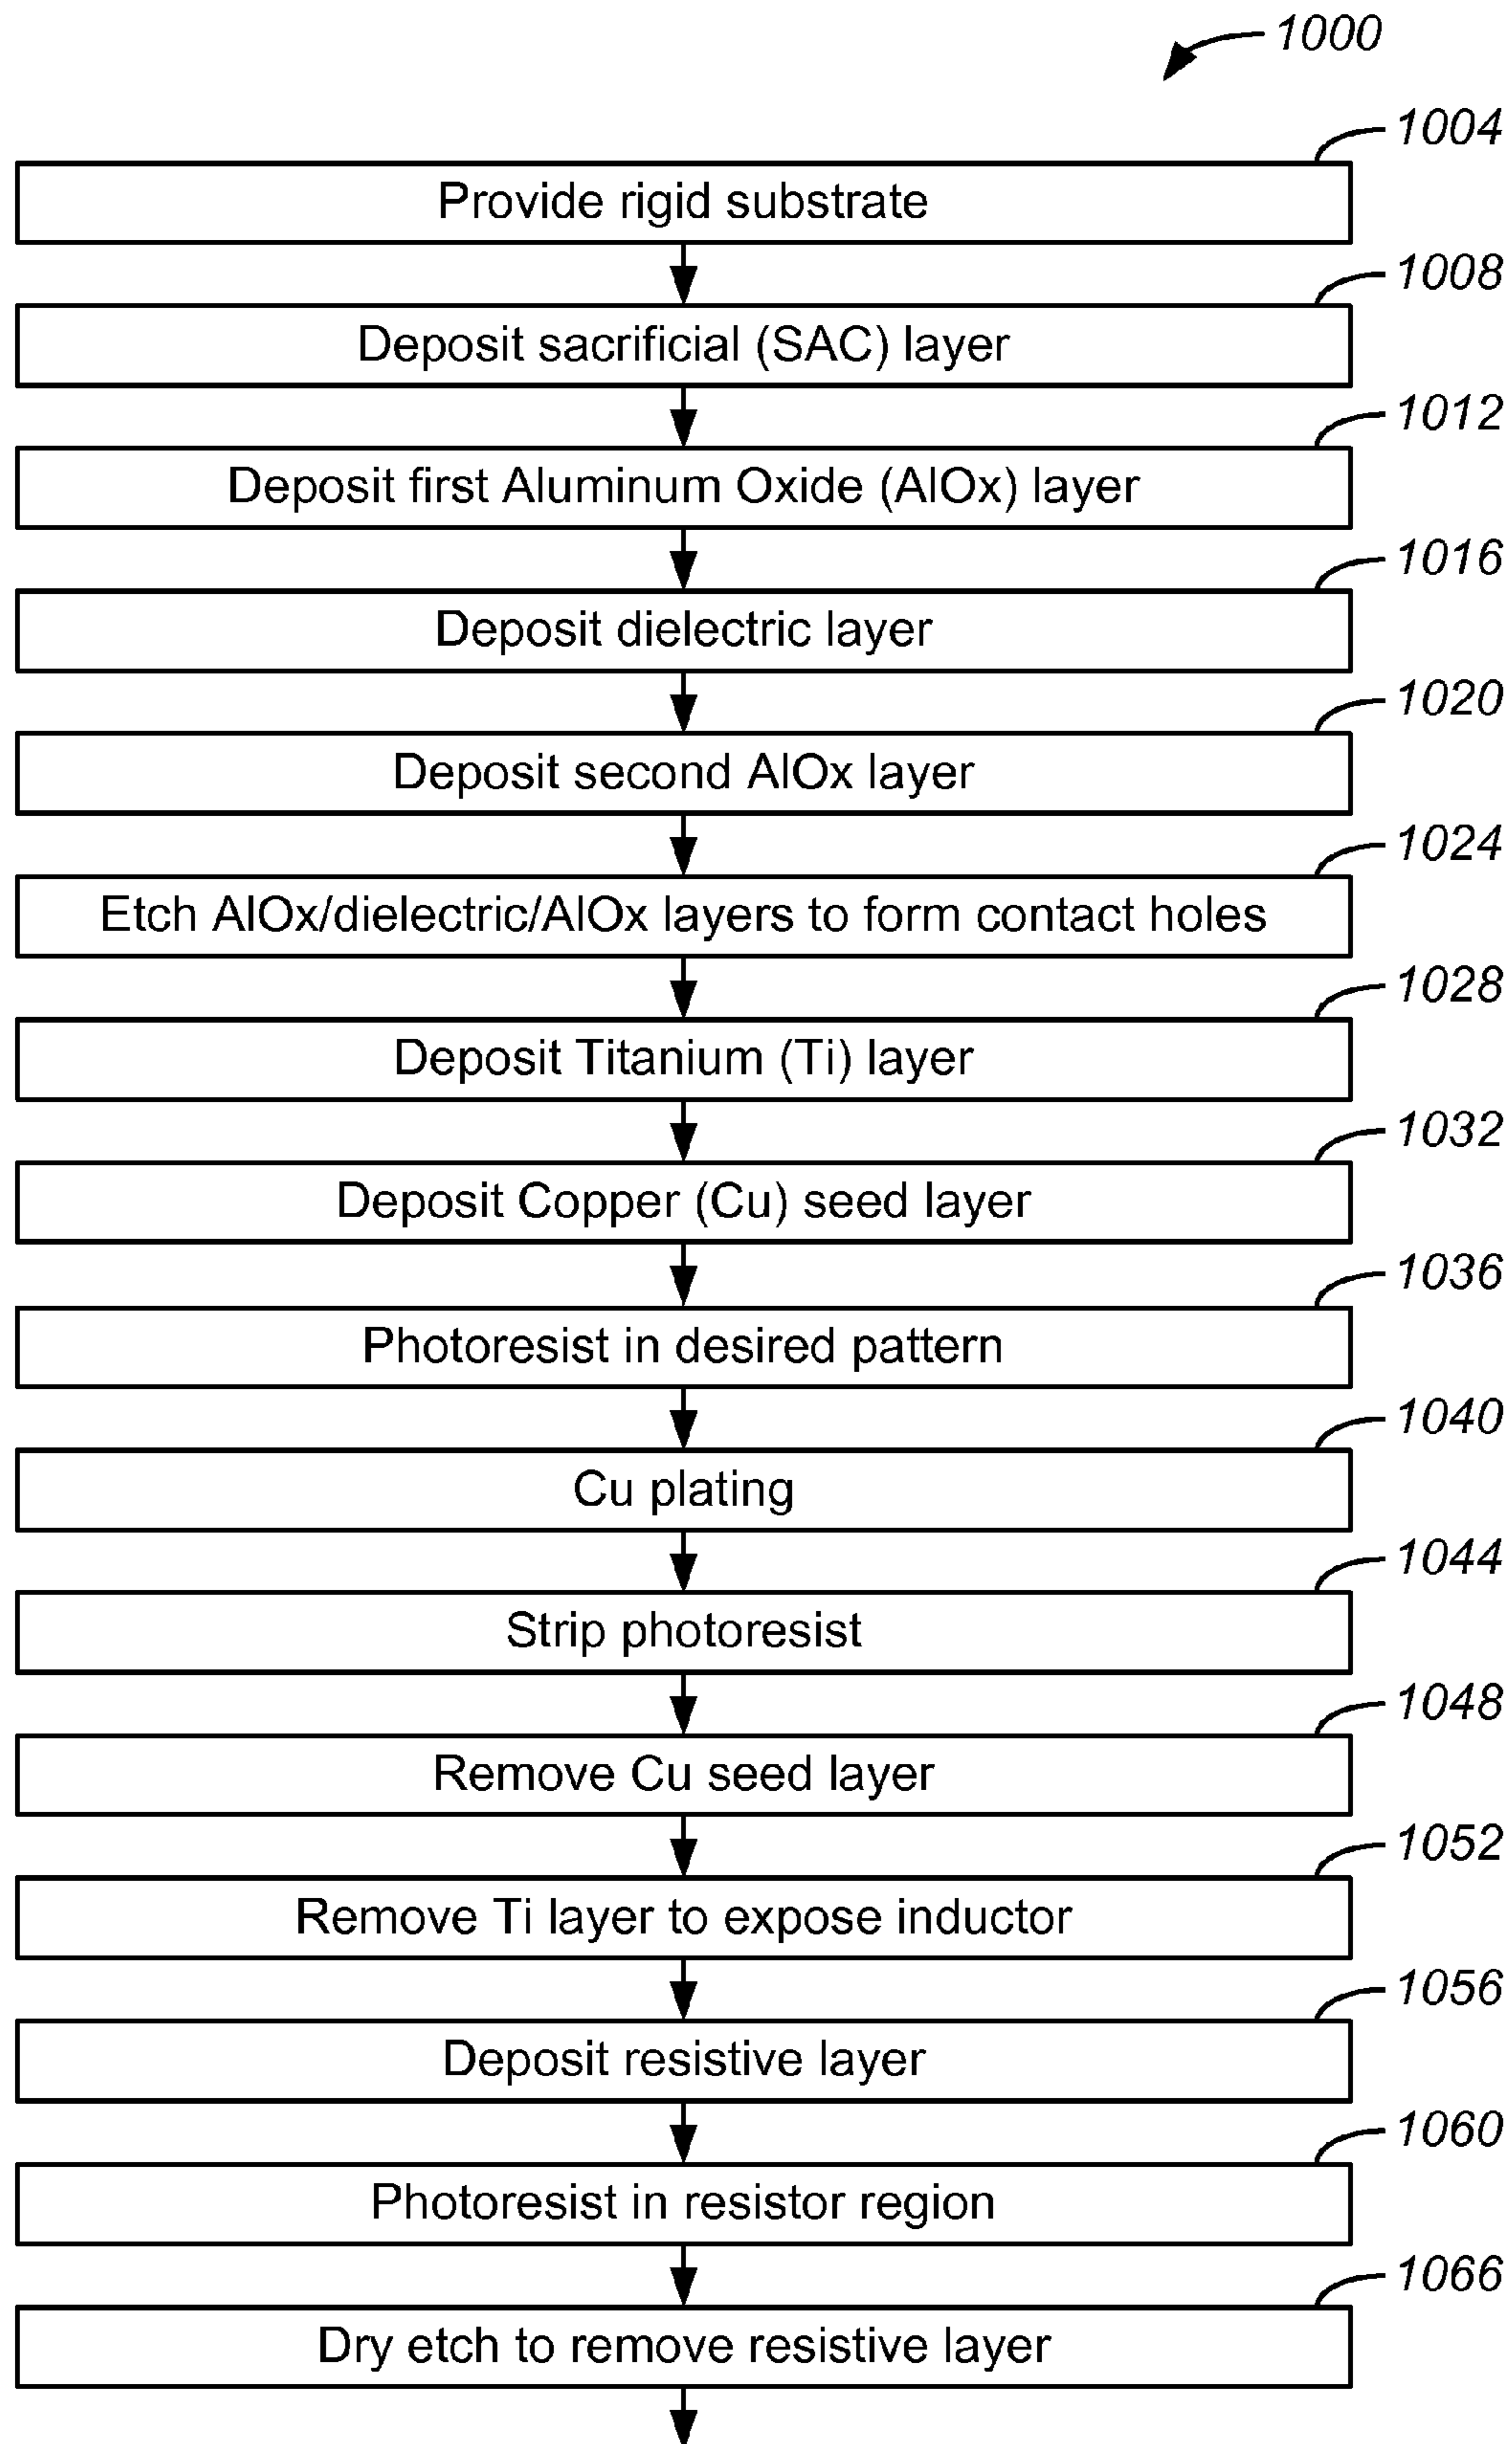 1000
1004
Provide rigid substrate
1008
Deposit sacrificial (SAC) layer
1012
Deposit first Aluminum Oxide (AlOx) layer
1016
Deposit dielectric layer
1020
Deposit second AlOx layer
1024
Etch AlOx/dielectric/AlOx layers to form contact holes
1028
Deposit Titanium (Ti) layer
1032
Deposit Copper (Cu) seed layer
1036
Photoresist in desired pattern
1040
Cu plating
1044
Strip photoresist
1048
Remove Cu seed layer
1052
Remove Ti layer to expose inductor
1056
Deposit resistive layer
1060
Photoresist in resistor region
1066
Dry etch to remove resistive layer